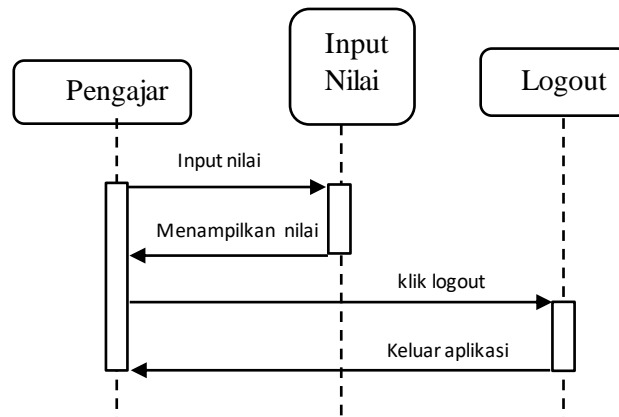 Pengajar
Input
Nilai
Logout
Input nilai
Menampilkan nilai
klik logout
Keluar aplikasi